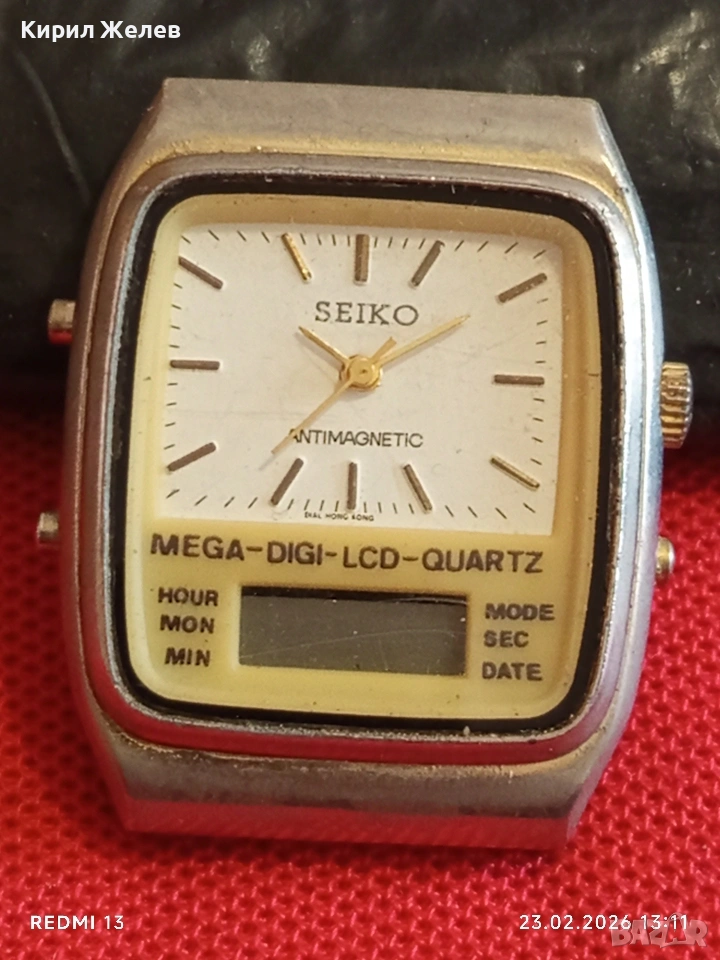 Кирил Желев
SEIKO
ANTIMAGNETIC
DIAL HONG KONG
MEGA-DIGI-LCD-QUARTZ
HOUR MODE
MON SEC
MIN DATE
REDMI 13 23.02.2026 13:11
BAZAR